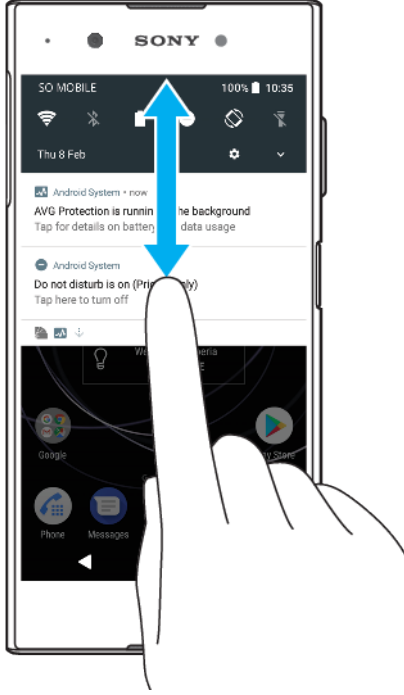 SONY
SO MOBILE 100% 10:35
Thu 8 Feb
Android System • now
AVG Protection is runnin he background
Tap for details on battery data usage
Android System
Do not disturb is on (Pri ly)
Tap here to turn off
Google
Store
Phone Messages